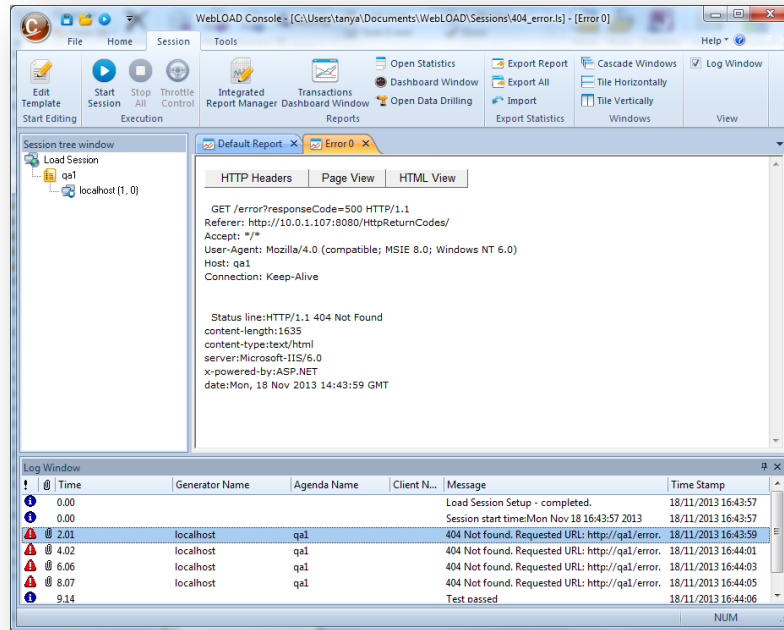 WebLOAD Console - [C:\Users\tanya\Documents\WebLOAD\Sessions\404_error.ls] - [Error 0]
File Home Session Tools Help
Edit Template
Start Session
Stop All
Throttle Control
Integrated Report Manager
Transactions Dashboard Window
Open Statistics
Dashboard Window
Open Data Drilling
Export Report
Export All
Import
Cascade Windows
Tile Horizontally
Tile Vertically
Log Window
Start Editing Execution Reports Export Statistics Windows View
Session tree window
Load Session
qa1
localhost (1, 0)
Default Report X Error 0 X
HTTP Headers Page View HTML View
GET /error?responseCode=500 HTTP/1.1
Referer: http://10.0.1.107:8080/HttpReturnCodes/
Accept: */*
User-Agent: Mozilla/4.0 (compatible; MSIE 8.0; Windows NT 6.0)
Host: qa1
Connection: Keep-Alive
Status line:HTTP/1.1 404 Not Found
content-length:1635
content-type:text/html
server:Microsoft-IIS/6.0
x-powered-by:ASP.NET
date:Mon, 18 Nov 2013 14:43:59 GMT
Log Window
! Time Generator Name Agenda Name Client N... Message Time Stamp
0.00 Load Session Setup - completed. 18/11/2013 16:43:57
0.00 Session start time:Mon Nov 18 16:43:57 2013 18/11/2013 16:43:57
2.01 localhost qa1 404 Not found. Requested URL: http://qa1/error. 18/11/2013 16:43:59
4.02 localhost qa1 404 Not found. Requested URL: http://qa1/error. 18/11/2013 16:44:01
6.06 localhost qa1 404 Not found. Requested URL: http://qa1/error. 18/11/2013 16:44:03
8.07 localhost qa1 404 Not found. Requested URL: http://qa1/error. 18/11/2013 16:44:05
9.14 Test passed 18/11/2013 16:44:06
NUM